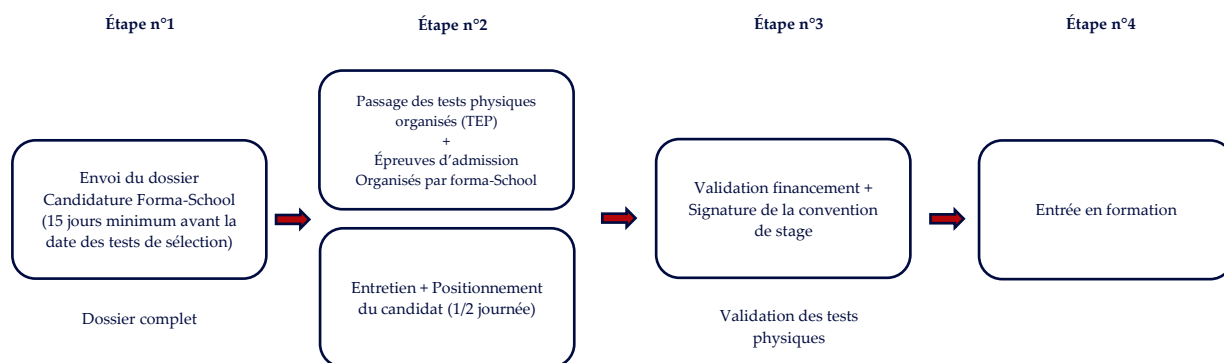 Étape n°1
Étape n°2
Étape n°3
Étape n°4
Envoi du dossier
Candidature Forma-School
(15 jours minimum avant la
date des tests de sélection)
Dossier complet
Passage des tests physiques
organisés (TEP)
+
Épreuves d’admission
Organisés par forma-School
Entretien + Positionnement
du candidat (1/2 journée)
Validation financement +
Signature de la convention
de stage
Validation des tests
physiques
Entrée en formation